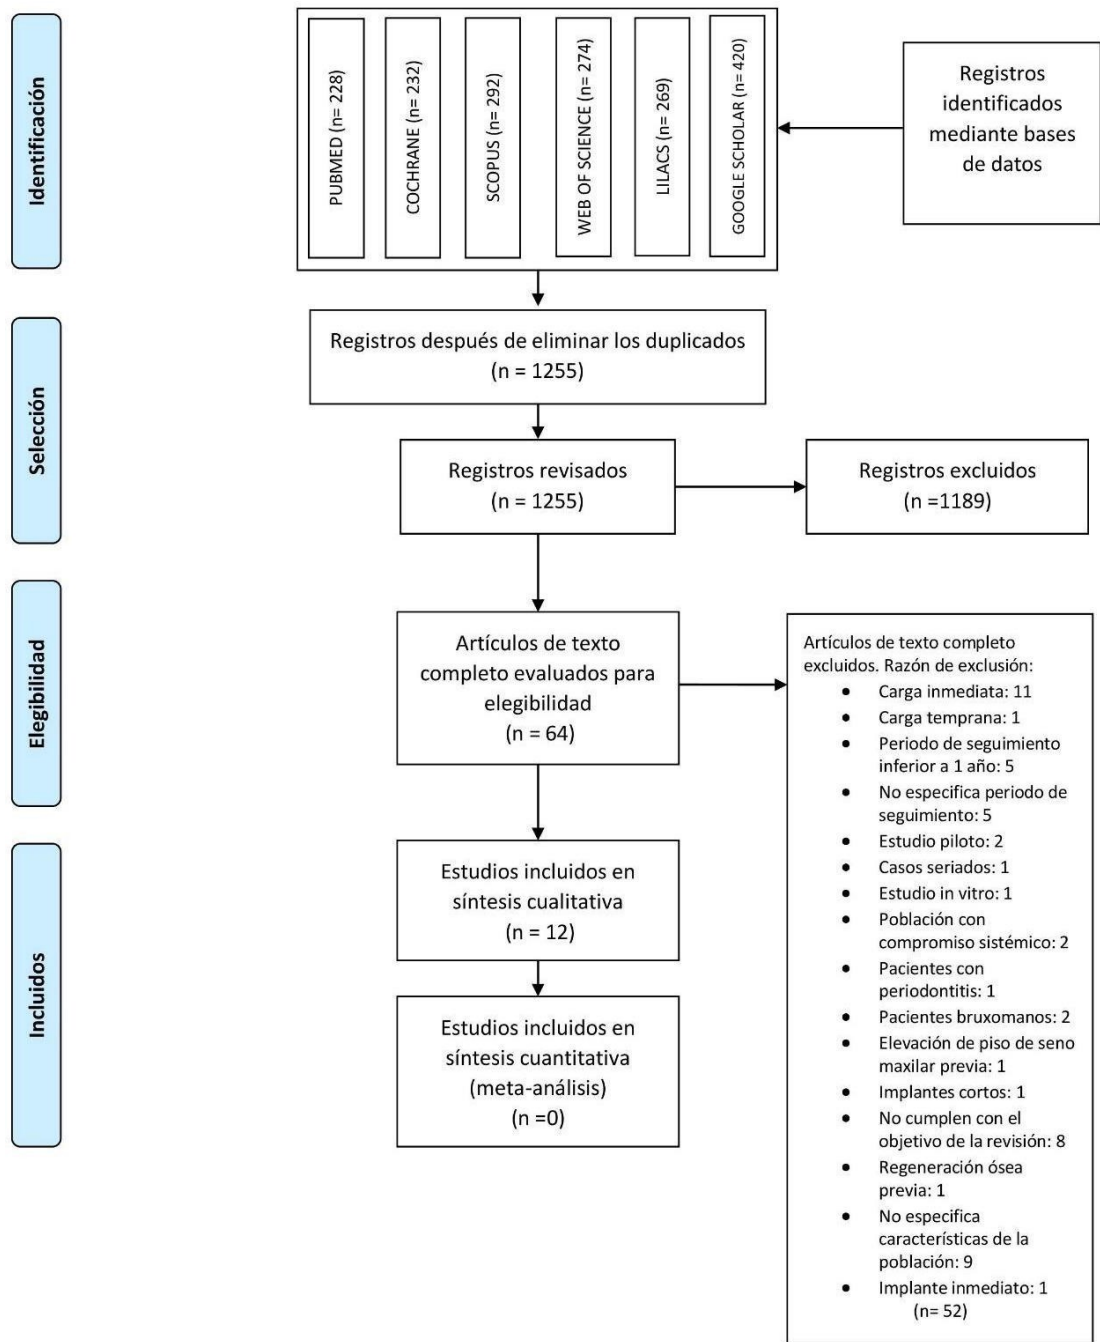 Identificación
PUBMED (n= 228)
COCHRANE (n= 232)
SCOPUS (n= 292)
WEB OF SCIENCE (n= 274)
LILACS (n= 269)
GOOGLE SCHOLAR (n= 420)
Registros
identificados
mediante bases
de datos
Selección
Registros después de eliminar los duplicados
(n = 1255)
Registros revisados
(n = 1255)
Registros excluidos
(n =1189)
Elegibilidad
Artículos de texto
completo evaluados para
elegibilidad
(n = 64)
Artículos de texto completo
excluidos. Razón de exclusión:
• Carga inmediata: 11
• Carga temprana: 1
• Periodo de seguimiento
inferior a 1 año: 5
• No especifica periodo de
seguimiento: 5
• Estudio piloto: 2
• Casos seriados: 1
• Estudio in vitro: 1
• Población con
compromiso sistémico: 2
• Pacientes con
periodontitis: 1
• Pacientes bruxomanos: 2
• Elevación de piso de seno
maxilar previa: 1
• Implantes cortos: 1
• No cumplen con el
objetivo de la revisión: 8
• Regeneración ósea
previa: 1
• No especifica
características de la
población: 9
• Implante inmediato: 1
(n= 52)
Incluidos
Estudios incluidos en
síntesis cualitativa
(n = 12)
Estudios incluidos en
síntesis cuantitativa
(meta-análisis)
(n =0)